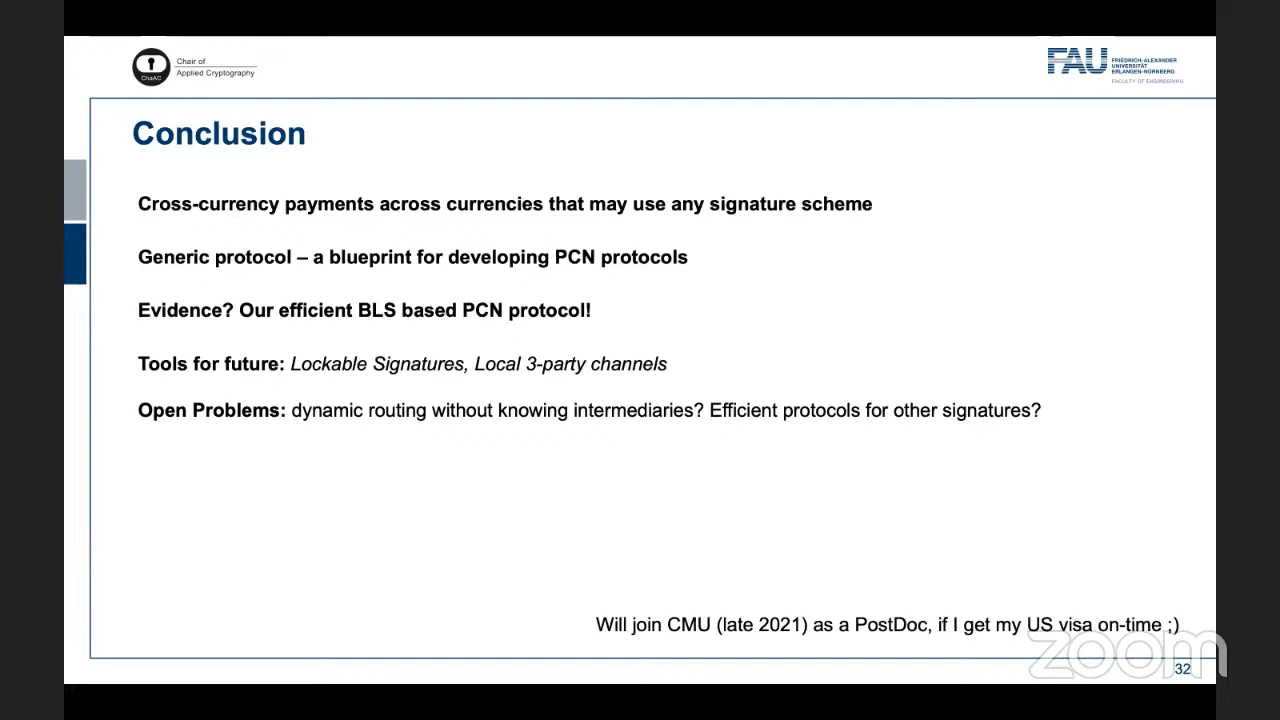 ChaAC
Chair of
Applied Cryptography
FAU
FRIEDRICH-ALEXANDER
UNIVERSITÄT
ERLANGEN-NÜRNBERG
FACULTY OF ENGINEERING
Conclusion
Cross-currency payments across currencies that may use any signature scheme
Generic protocol – a blueprint for developing PCN protocols
Evidence? Our efficient BLS based PCN protocol!
Tools for future: Lockable Signatures, Local 3-party channels
Open Problems: dynamic routing without knowing intermediaries? Efficient protocols for other signatures?
Will join CMU (late 2021) as a PostDoc, if I get my US visa on-time ;)
zoom
32